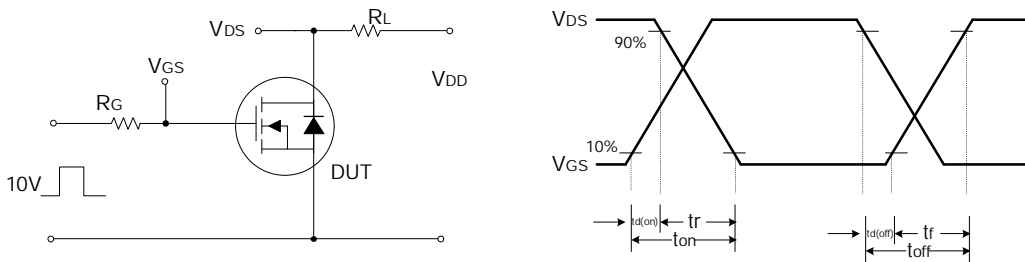 VDS
RL
VGS
VDD
RG
DUT
10V
VDS
90%
10%
VGS
td(on)
tr
ton
td(off)
tf
toff